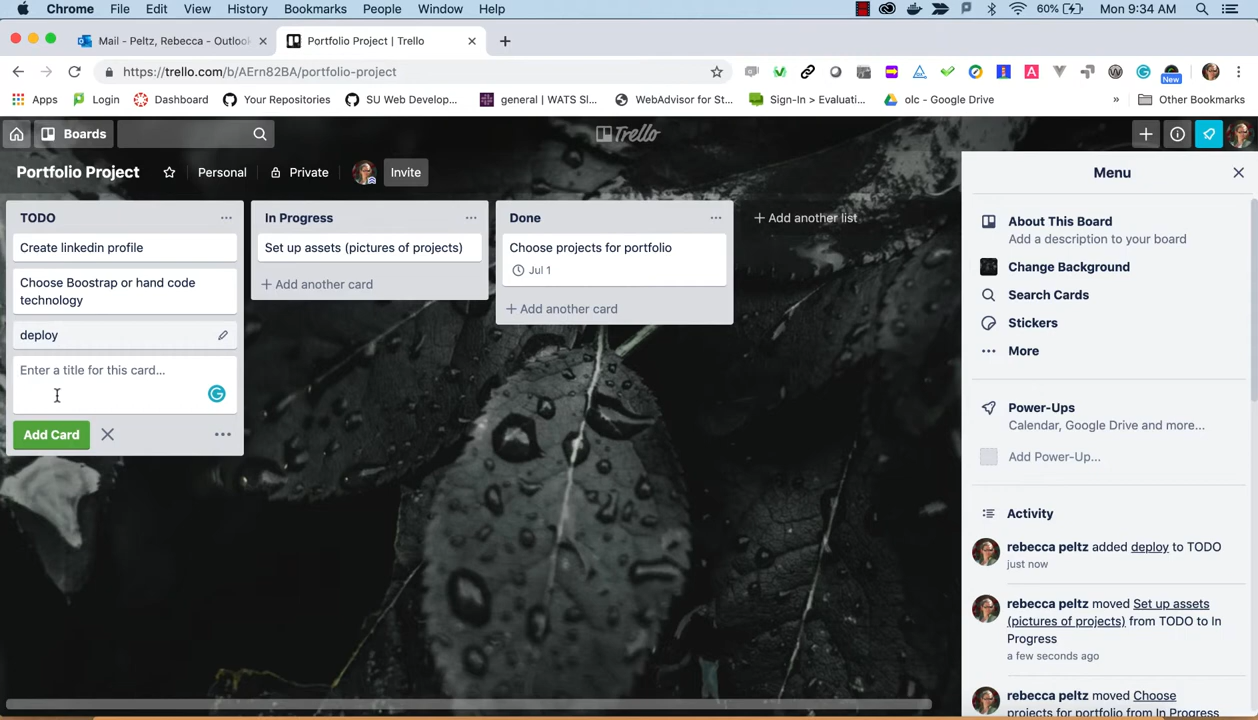 Chrome File Edit View History Bookmarks People Window Help 60% Mon 9:34 AM
Mail - Peltz, Rebecca - Outlook
Portfolio Project | Trello
https://trello.com/b/AErn82BA/portfolio-project
New
Apps Login Dashboard Your Repositories SU Web Develop... general | WATS Sl... WebAdvisor for St... Sign-In > Evaluati... olc - Google Drive » Other Bookmarks
Boards
Trello
Portfolio Project Personal Private Invite
TODO
Create linkedin profile
Choose Boostrap or hand code
technology
deploy
Enter a title for this card...
Add Card
In Progress
Set up assets (pictures of projects)
+ Add another card
Done
Choose projects for portfolio
Jul 1
+ Add another card
+ Add another list
Menu
About This Board
Add a description to your board
Change Background
Search Cards
Stickers
More
Power-Ups
Calendar, Google Drive and more...
Add Power-Up...
Activity
rebecca peltz added deploy to TODO
just now
rebecca peltz moved Set up assets
(pictures of projects) from TODO to In
Progress
a few seconds ago
rebecca peltz moved Choose
projects for portfolio from In Progress